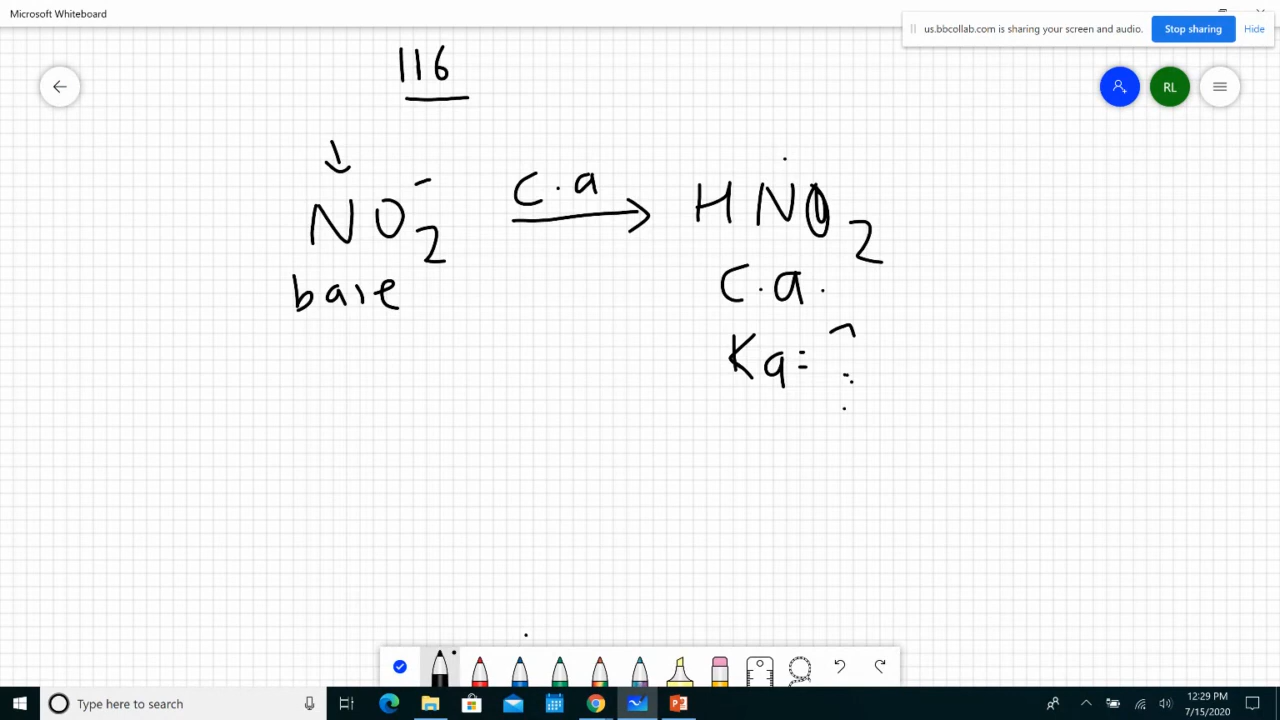 Microsoft Whiteboard
us.bbcollab.com is sharing your screen and audio. Stop sharing Hide
RL
116
NO2- C.a HNO2
base C.a.
Ka= ?
Type here to search
12:29 PM
7/15/2020